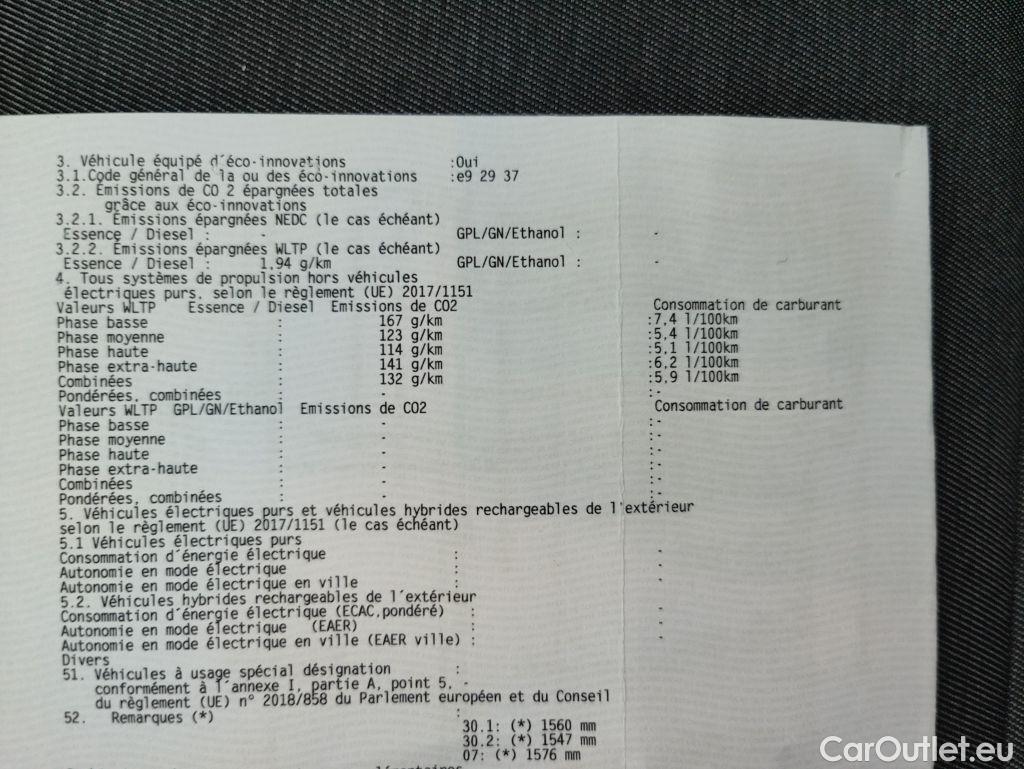 3. Véhicule équipé d'éco-innovations :Oui
3.1.Code général de la ou des éco-innovations :e9 29 37
3.2. Émissions de CO 2 épargnées totales
grâce aux éco-innovations
3.2.1. Émissions épargnées NEDC (le cas échéant)
Essence / Diesel : - GPL/GN/Ethanol : -
3.2.2. Émissions épargnées WLTP (le cas échéant)
Essence / Diesel : 1,94 g/km GPL/GN/Ethanol : -
4. Tous systèmes de propulsion hors véhicules
électriques purs, selon le règlement (UE) 2017/1151
Valeurs WLTP Essence / Diesel Emissions de CO2 Consommation de carburant
Phase basse : 167 g/km :7,4 l/100km
Phase moyenne : 123 g/km :5,4 l/100km
Phase haute : 114 g/km :5,1 l/100km
Phase extra-haute : 141 g/km :6,2 l/100km
Combinées : 132 g/km :5,9 l/100km
Pondérées, combinées : - :-
Valeurs WLTP GPL/GN/Ethanol Emissions de CO2 Consommation de carburant
Phase basse : - :-
Phase moyenne : - :-
Phase haute : - :-
Phase extra-haute : - :-
Combinées : - :-
Pondérées, combinées : - :-
5. Véhicules électriques purs et véhicules hybrides rechargeables de l'extérieur
selon le règlement (UE) 2017/1151 (le cas échéant)
5.1 Véhicules électriques purs
Consommation d'énergie électrique : -
Autonomie en mode électrique : -
Autonomie en mode électrique en ville : -
5.2. Véhicules hybrides rechargeables de l'extérieur
Consommation d'énergie électrique (ECAC,pondéré) : -
Autonomie en mode électrique (EAER) : -
Autonomie en mode électrique en ville (EAER ville) : -
Divers
51. Véhicules à usage spécial désignation :
conformément à l'annexe I, partie A, point 5, -
du règlement (UE) n° 2018/858 du Parlement européen et du Conseil
52. Remarques (*) :
30.1: (*) 1560 mm
30.2: (*) 1547 mm
07: (*) 1576 mm
CarOutlet.eu